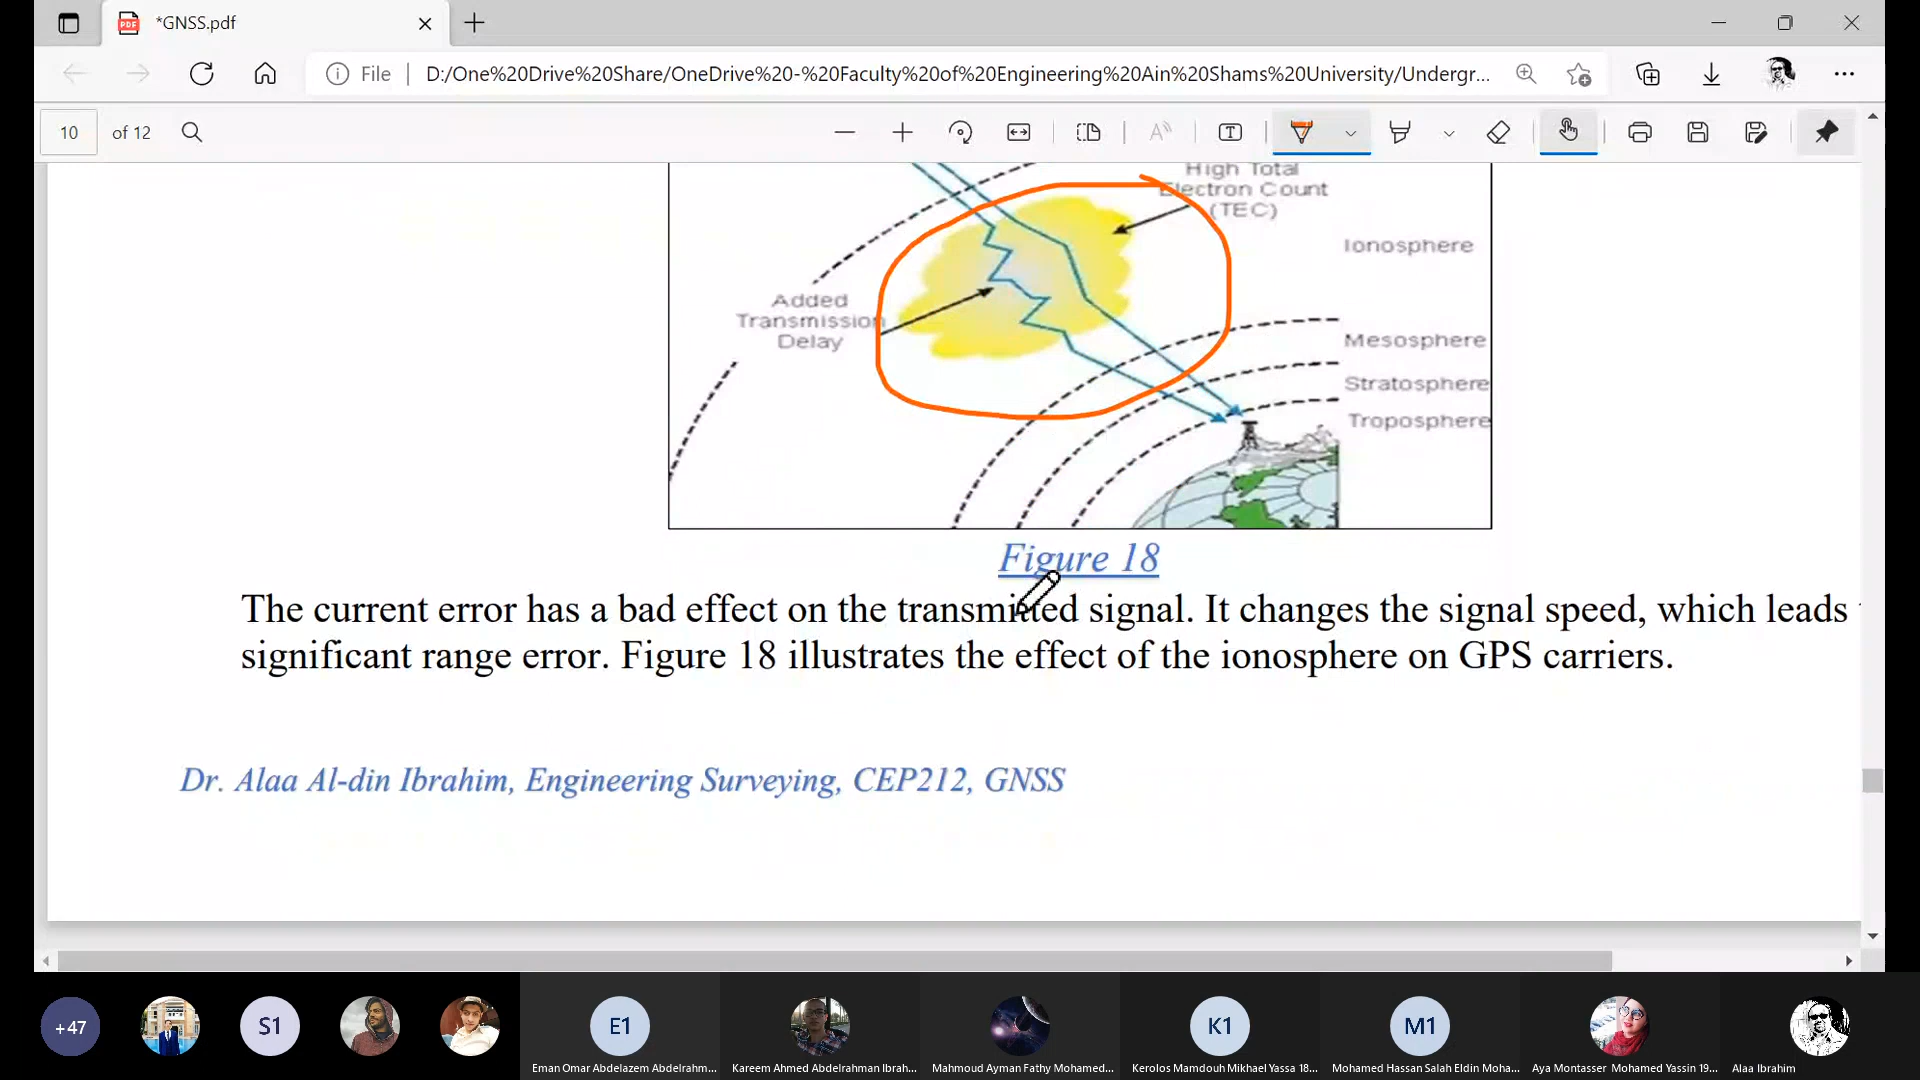 *GNSS.pdf
File
D:/One%20Drive%20Share/OneDrive%20-%20Faculty%20of%20Engineering%20Ain%20Shams%20University/Undergr...
10 of 12
High Total
Electron Count
(TEC)
Ionosphere
Added
Transmission
Delay
Mesosphere
Stratosphere
Troposphere
Figure 18
The current error has a bad effect on the transmitted signal. It changes the signal speed, which leads
significant range error. Figure 18 illustrates the effect of the ionosphere on GPS carriers.
Dr. Alaa Al-din Ibrahim, Engineering Surveying, CEP212, GNSS
+47
S1
E1
K1
M1
Eman Omar Abdelazem Abdelrahm...
Kareem Ahmed Abdelrahman Ibrah...
Mahmoud Ayman Fathy Mohamed...
Kerolos Mamdouh Mikhael Yassa 18...
Mohamed Hassan Salah Eldin Moha...
Aya Montasser Mohamed Yassin 19...
Alaa Ibrahim